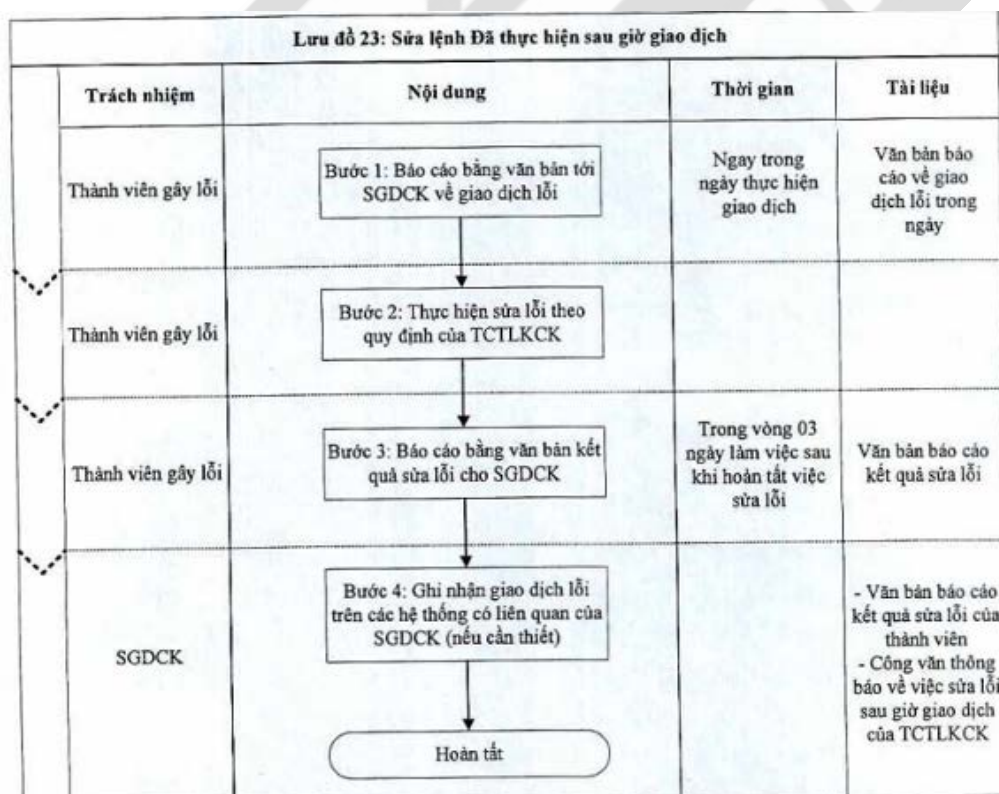 Lưu đồ 23: Sửa lệnh Đã thực hiện sau giờ giao dịch
Trách nhiệm
Nội dung
Thời gian
Tài liệu
Thành viên gây lỗi
Bước 1: Báo cáo bằng văn bản tới
SGDCK về giao dịch lỗi
Ngay trong
ngày thực hiện
giao dịch
Văn bản báo
cáo về giao
dịch lỗi trong
ngày
Thành viên gây lỗi
Bước 2: Thực hiện sửa lỗi theo
quy định của TCTLKCK
Thành viên gây lỗi
Bước 3: Báo cáo bằng văn bản kết
quả sửa lỗi cho SGDCK
Trong vòng 03
ngày làm việc sau
khi hoàn tất việc
sửa lỗi
Văn bản báo cáo
kết quả sửa lỗi
SGDCK
Bước 4: Ghi nhận giao dịch lỗi
trên các hệ thống có liên quan của
SGDCK (nếu cần thiết)
Hoàn tất
- Văn bản báo cáo
kết quả sửa lỗi của
thành viên
- Công văn thông
báo về việc sửa lỗi
sau giờ giao dịch
của TCTLKCK